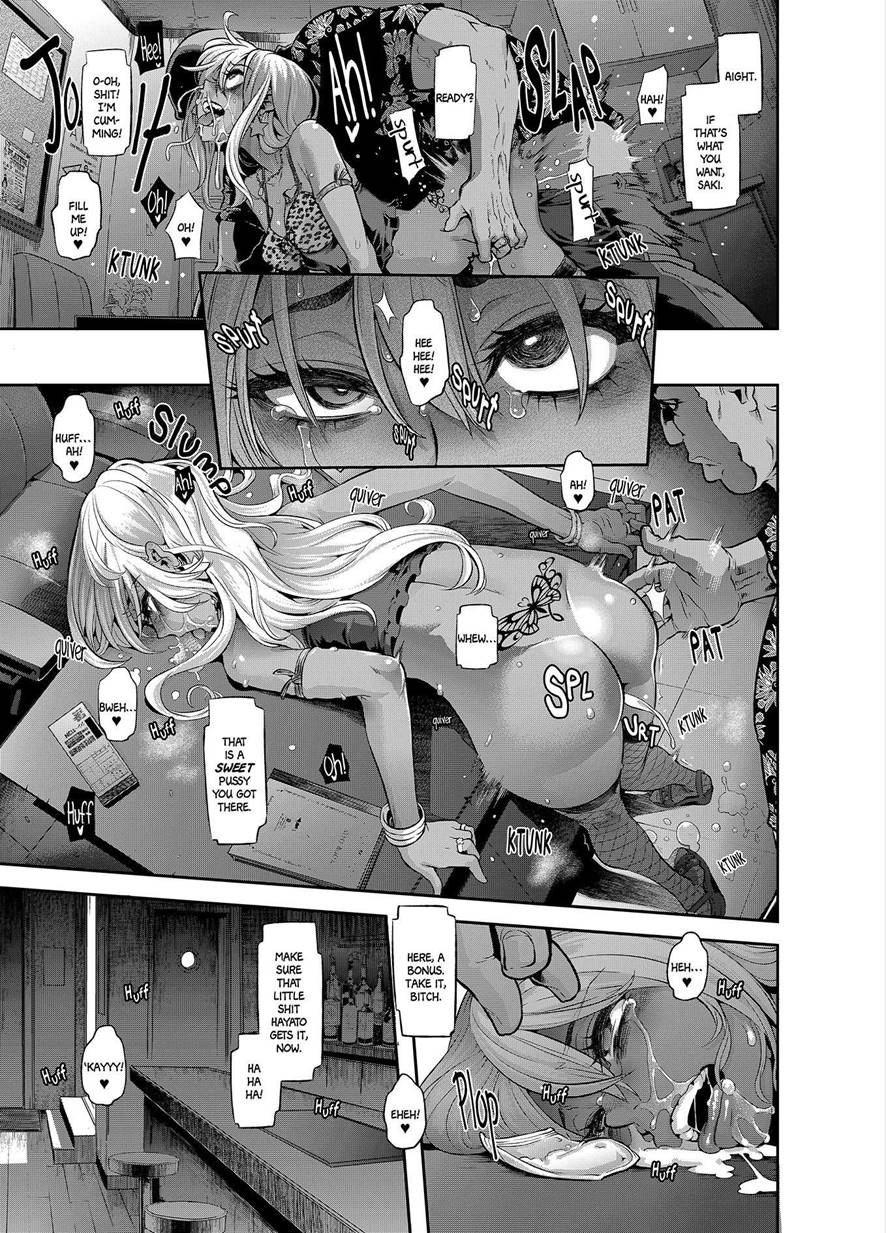 AIGHT.
IF
THAT'S
WHAT
YOU
WANT,
SAKI.
HAH!
♥
SLAP
spurt
READY?
spurt
Ah!
♥
Hee!
♥
O-OH,
SHIT!
I'M
CUM-
MING!
FILL
ME
UP!
♥
Oh!
♥
OH!
♥
KTUNK
KTUNK
Spurt
HEE
HEE!
HEE!
♥
Spurt
Spurt
Spurt
HUFF...
AH!
♥
Huff
Slump
Ah!
♥
Huff
quiver
AH!
♥
quiver
quiver
PAT
PAT
Huff
quiver
WHEW...
SPL
URT
KTUNK
BWEH...
♥
Huff
THAT
IS A
SWEET
PUSSY
YOU GOT
THERE.
quiver
Oh!
♥
Huff
♥
KTUNK
KTUNK
HERE, A
BONUS.
TAKE IT,
BITCH.
HEH...
♥
Huff
Plop
Huff
Huff
EHEH!
♥
MAKE
SURE
THAT
LITTLE
SHIT
HAYATO
GETS IT,
NOW.
HA
HA
HA!
Huff
Huff
'KAYYY!
♥
Huff